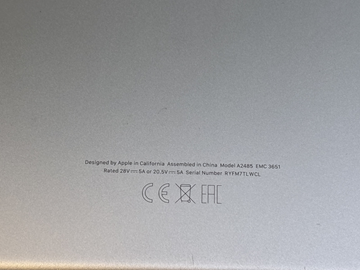 Designed by Apple in California Assembled in China Model A2485 EMC 3651
Rated 28V⎓5A or 20.5V⎓5A Serial Number RYFM7TLWCL
CE EAC